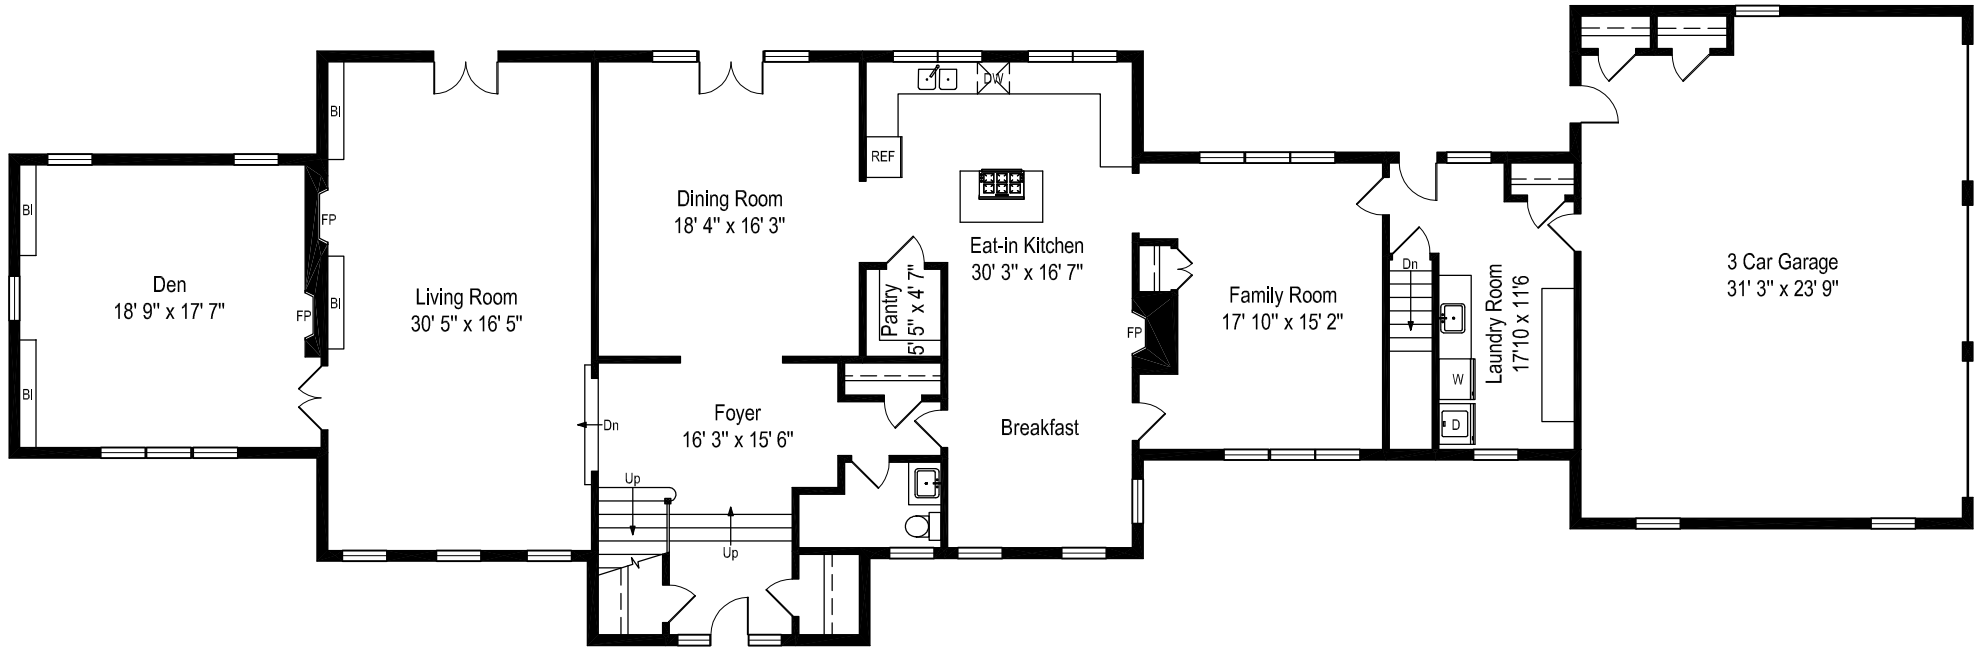 BI
DW
REF
Dining Room
18' 4" x 16' 3"
Eat-in Kitchen
30' 3" x 16' 7"
BI
FP
Den
18' 9" x 17' 7"
FP
BI
Living Room
30' 5" x 16' 5"
Pantry
5' 5" x 4' 7"
FP
Family Room
17' 10" x 15' 2"
Dn
Laundry Room
17'10 x 11'6
3 Car Garage
31' 3" x 23' 9"
BI
W
D
Foyer
16' 3" x 15' 6"
Dn
Breakfast
Up
Up